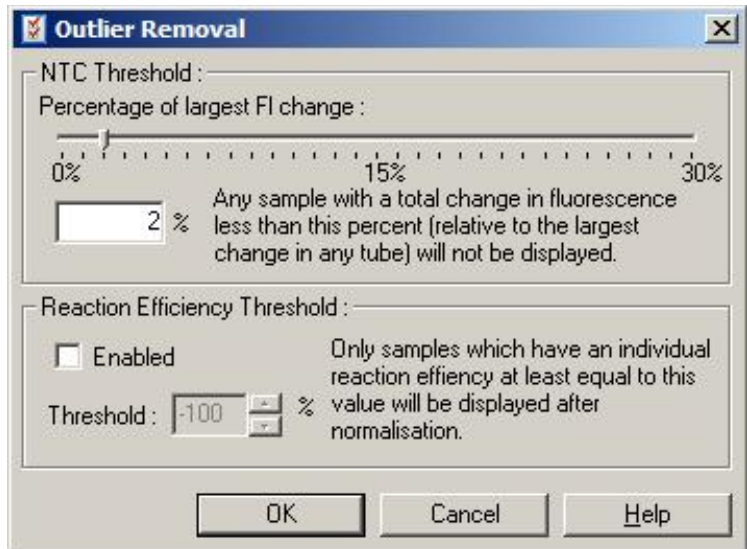 Outlier Removal
NTC Threshold :
Percentage of largest Fl change :
0% 15% 30%
2 %
Any sample with a total change in fluorescence
less than this percent (relative to the largest
change in any tube) will not be displayed.
Reaction Efficiency Threshold :
Enabled
Threshold : -100 %
Only samples which have an individual
reaction effiency at least equal to this
value will be displayed after
normalisation.
OK Cancel Help